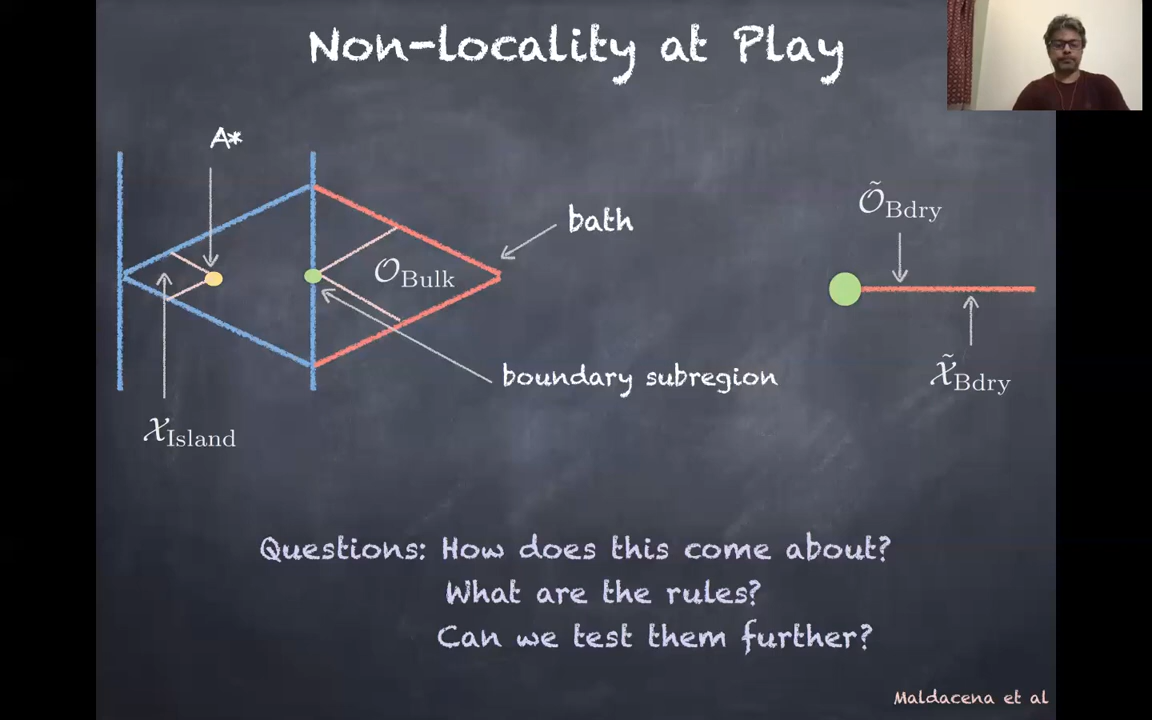 Non-locality at Play
A*
bath
Õ_Bdry
O_Bulk
boundary subregion
X̃_Bdry
X_Island
Questions: How does this come about?
What are the rules?
Can we test them further?
Maldacena et al